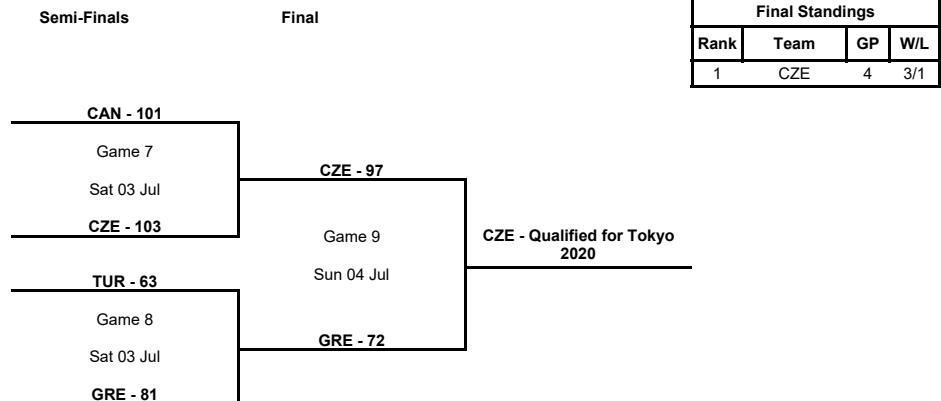 Semi-Finals Final
Final Standings
Rank Team GP W/L
1 CZE 4 3/1
CAN - 101
Game 7
Sat 03 Jul
CZE - 103
CZE - 97
Game 9
Sun 04 Jul
GRE - 72
CZE - Qualified for Tokyo
2020
TUR - 63
Game 8
Sat 03 Jul
GRE - 81